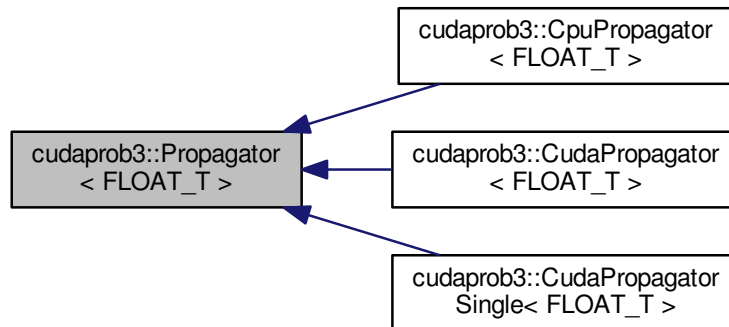 cudaprob3::CpuPropagator
< FLOAT_T >
cudaprob3::Propagator
< FLOAT_T >
cudaprob3::CudaPropagator
< FLOAT_T >
cudaprob3::CudaPropagator
Single< FLOAT_T >